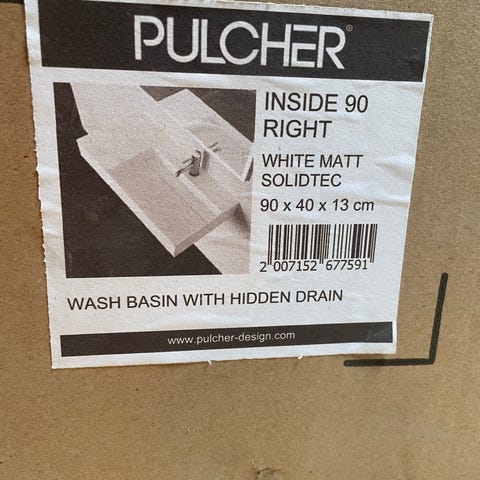 PULCHER®
INSIDE 90
RIGHT
WHITE MATT
SOLIDTEC
90 x 40 x 13 cm
2 007152 677591
WASH BASIN WITH HIDDEN DRAIN
www.pulcher-design.com